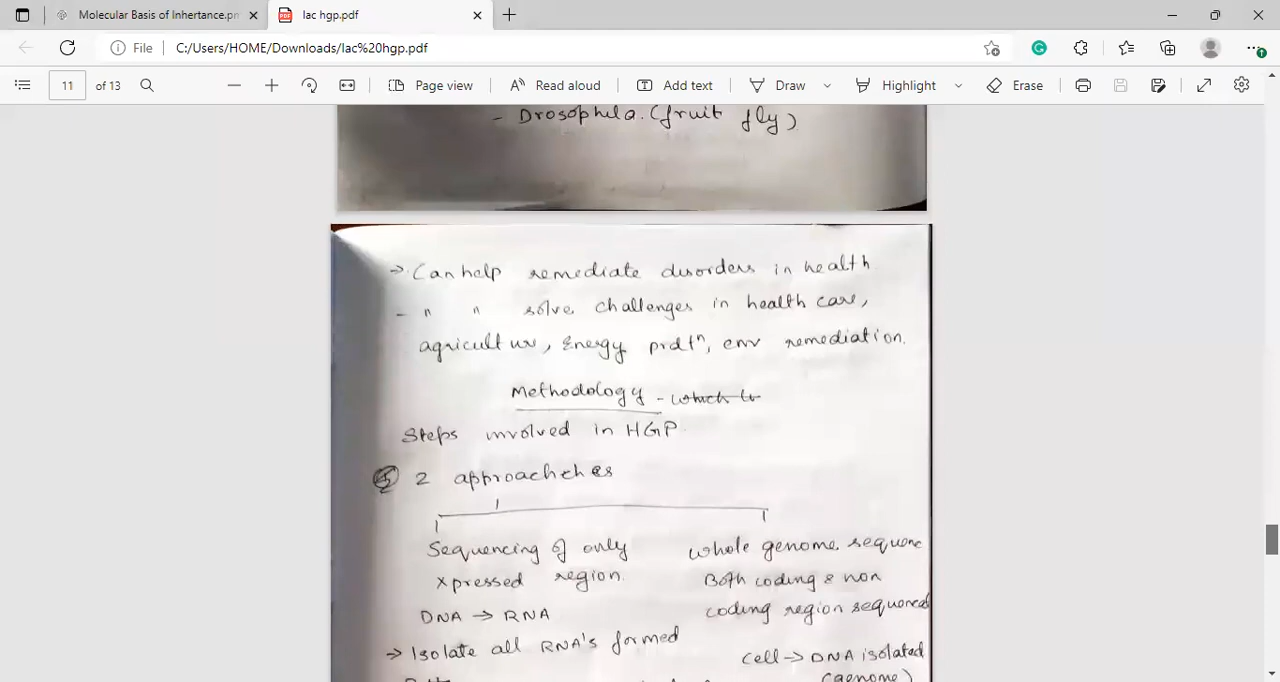 Molecular Basis of Inhertance.pn
lac hgp.pdf
File
C:/Users/HOME/Downloads/lac%20hgp.pdf
11 of 13
Page view
Read aloud
Add text
Draw
Highlight
Erase
- Drosophila. (fruit fly)
→ Can help remediate disorders in health
- " " solve challenges in health care,
agriculture, Energy prdtn, env remediation.
Methodology - which
Steps involved in HGP.
2 approacheches
Sequencing of only
xpressed region.
DNA → RNA
→ Isolate all RNA's formed
whole genome sequenc
Both coding & non
coding region sequenced
cell → DNA isolated
(genome)